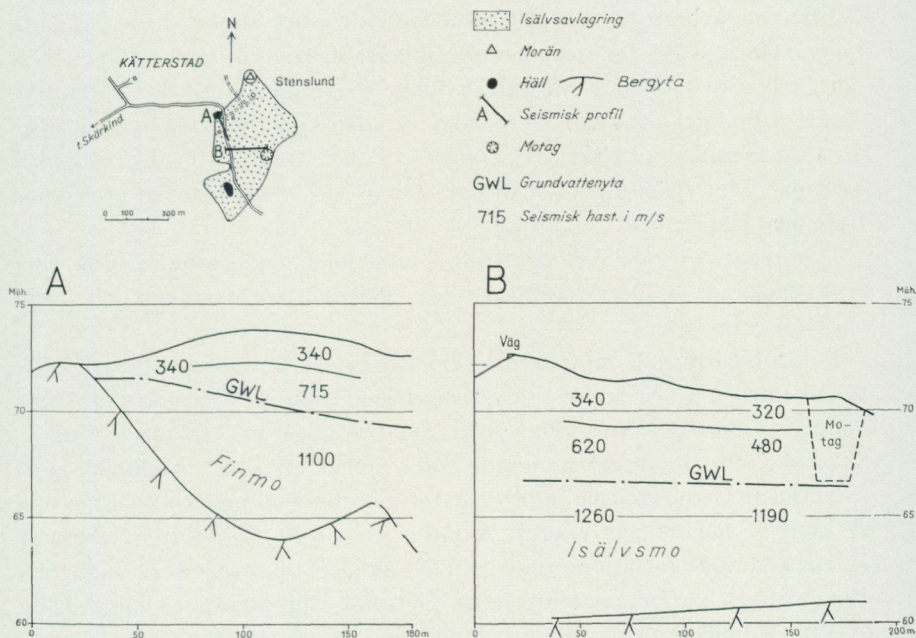 N
KÄTTERSTAD
Stenslund
t. Skärkind
A
B
0 100 300 m
Isälvsavlagring
Morän
Häll Bergyta
A Seismisk profil
Motag
GWL Grundvattenyta
715 Seismisk hast. i m/s
A
Möh.
75
340
340
GWL
715
70
1100
Finmo
65
60
0 50 100 150 180 m
B
Möh.
75
Väg
340
320
70
Mo-
tag
620
480
GWL
1260
1190
65
Isälvsmo
60
0 50 100 150 200 m